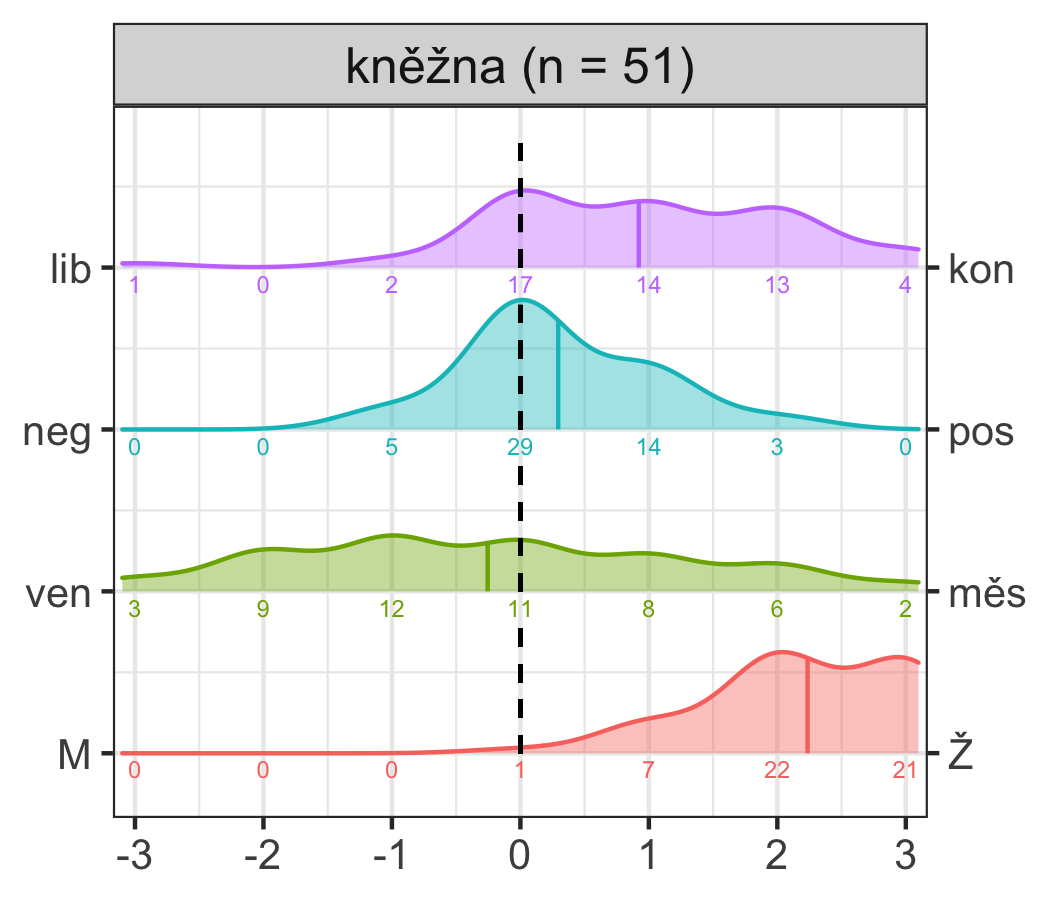 kněžna (n = 51)
lib kon
1 0 2 17 14 13 4
neg pos
0 0 5 29 14 3 0
ven měs
3 9 12 11 8 6 2
M Ž
0 0 0 1 7 22 21
-3 -2 -1 0 1 2 3